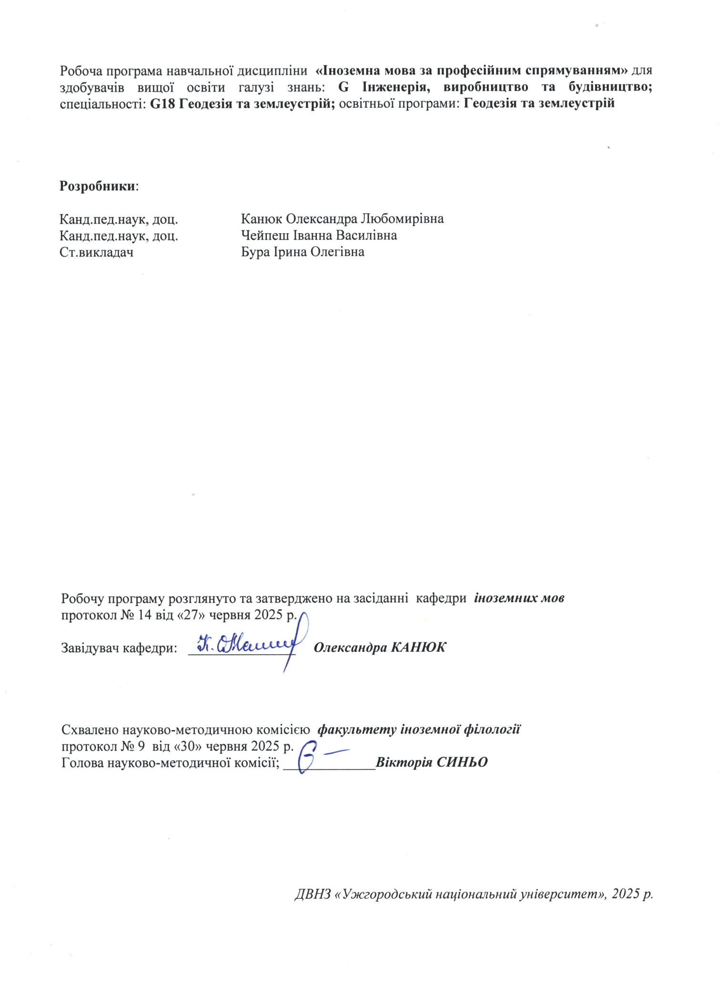 Робоча програма навчальної дисципліни «Іноземна мова за професійним спрямуванням» для
здобувачів вищої освіти галузі знань: G Інженерія, виробництво та будівництво;
спеціальності: G18 Геодезія та землеустрій; освітньої програми: Геодезія та землеустрій
Розробники:
Канд.пед.наук, доц. Канюк Олександра Любомирівна
Канд.пед.наук, доц. Чейпеш Іванна Василівна
Ст.викладач Бура Ірина Олегівна
Робочу програму розглянуто та затверджено на засіданні кафедри іноземних мов
протокол № 14 від «27» червня 2025 р.
Завідувач кафедри: Олександра КАНЮК
Схвалено науково-методичною комісією факультету іноземної філології
протокол № 9 від «30» червня 2025 р.
Голова науково-методичної комісії; Вікторія СИНЬО
ДВНЗ «Ужгородський національний університет», 2025 р.